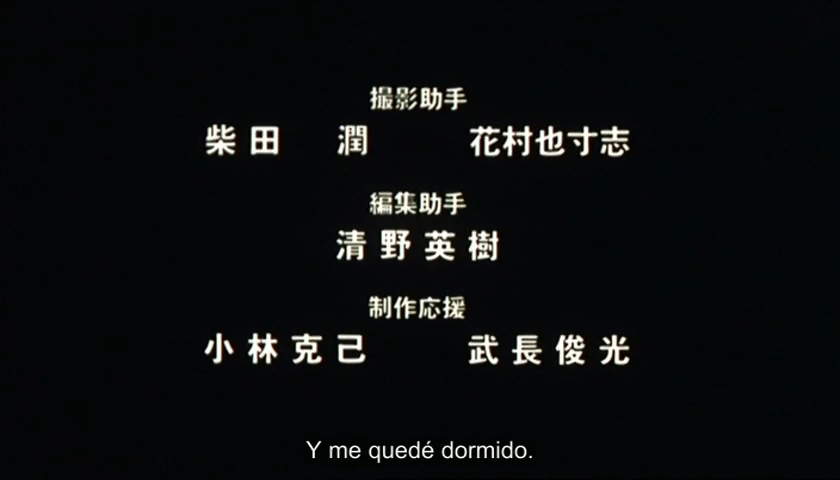 撮影助手
柴田 潤 花村也寸志
編集助手
清野英樹
制作応援
小林克己 武長俊光
Y me quedé dormido.